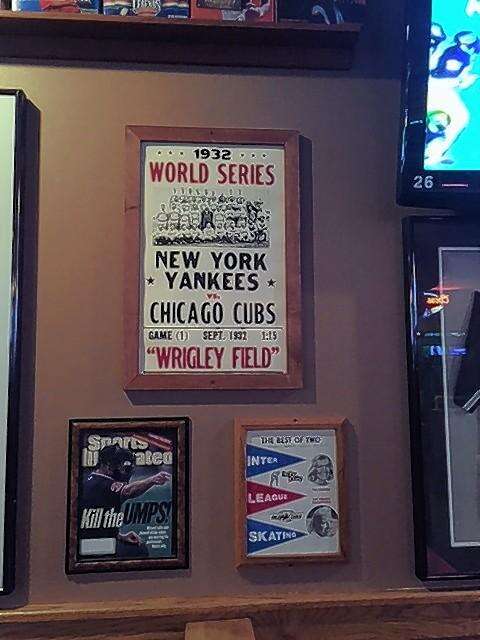 1932
WORLD SERIES
NEW YORK
YANKEES
VS.
CHICAGO CUBS
GAME (1) SEPT. 1932 1:15
"WRIGLEY FIELD"
Sports
Illustrated
Kill the UMPS!
THE BEST OF TWO
INTER
LEAGUE
SKATING
26